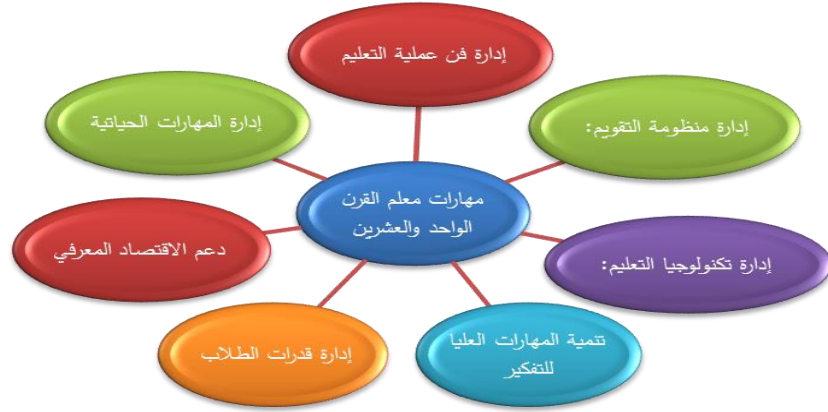 إدارة فن عملية التعليم
إدارة منظومة التقويم:
إدارة المهارات الحياتية
مهارات معلم القرن
الواحد والعشرين
دعم الاقتصاد المعرفي
إدارة تكنولوجيا التعليم:
تنمية المهارات العليا
للتفكير
إدارة قدرات الطلاب